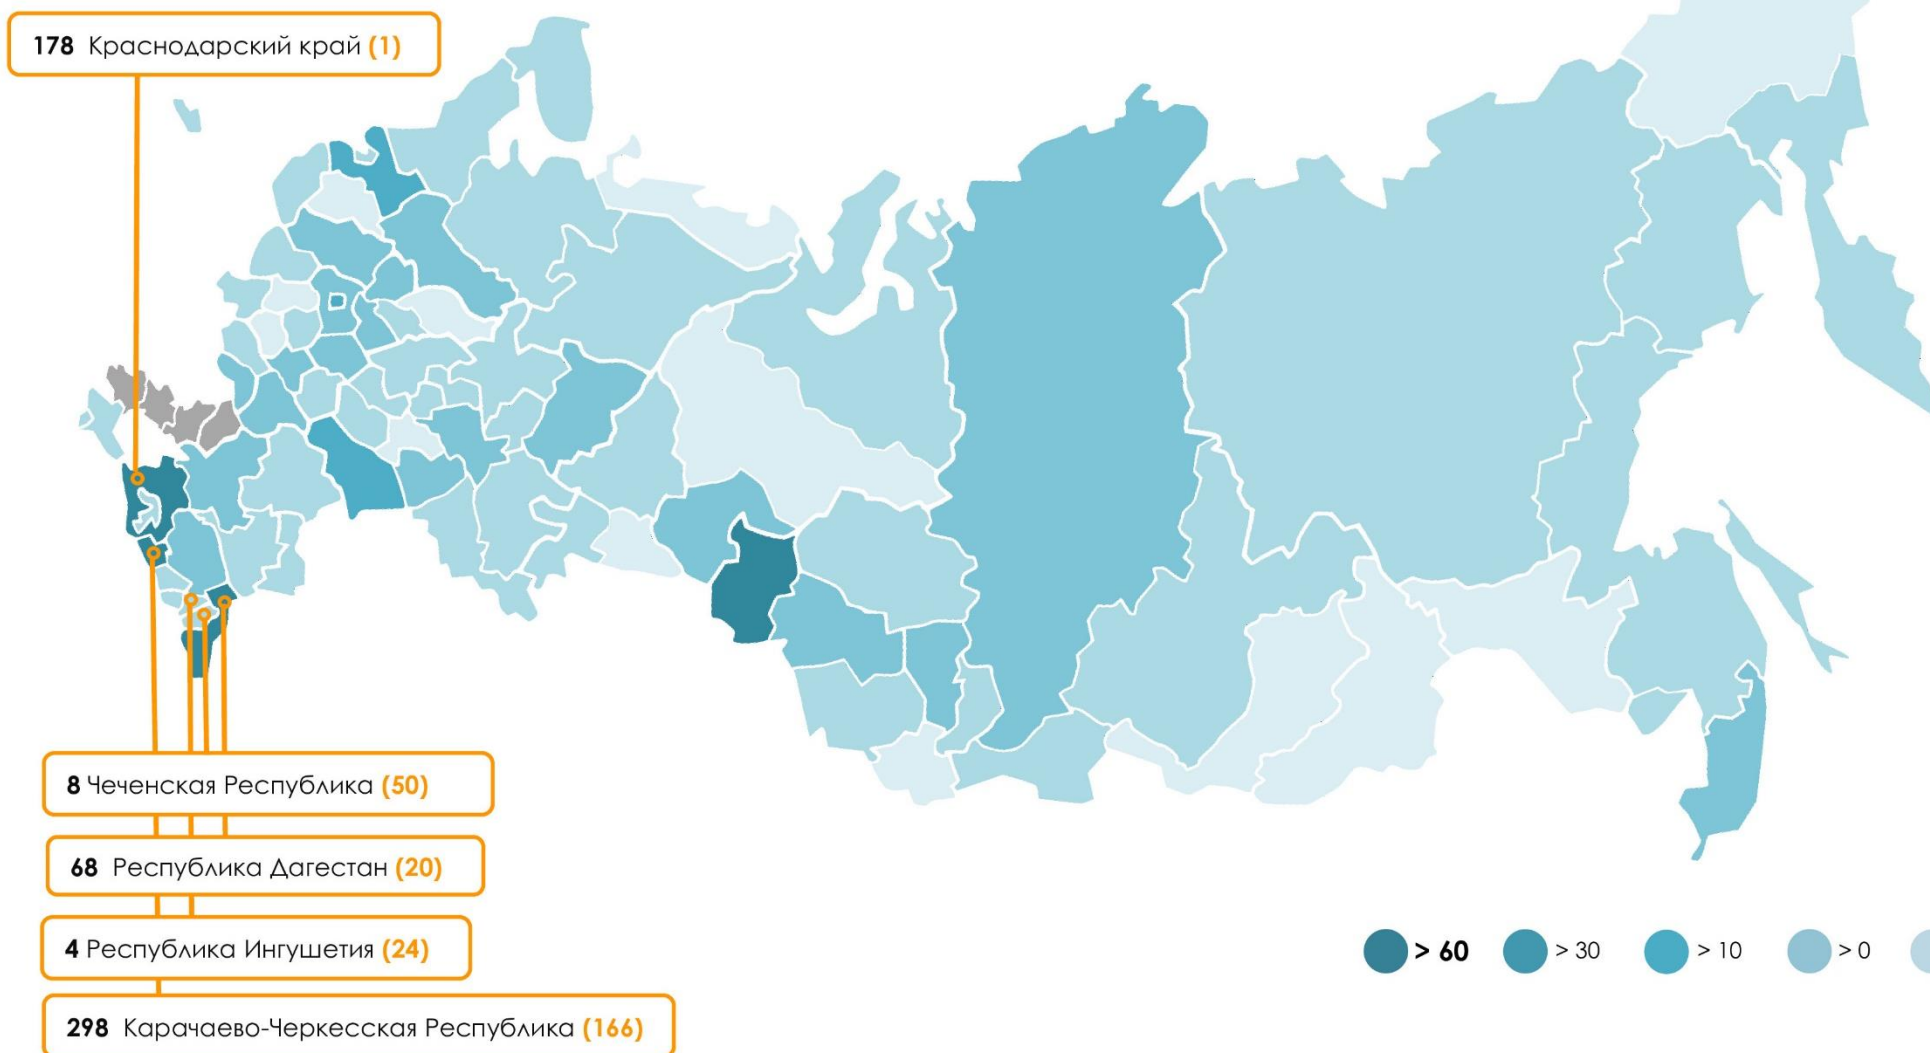 178 Краснодарский край (1)
8 Чеченская Республика (50)
68 Республика Дагестан (20)
4 Республика Ингушетия (24)
298 Карачаево-Черкесская Республика (166)
> 60 > 30 > 10 > 0